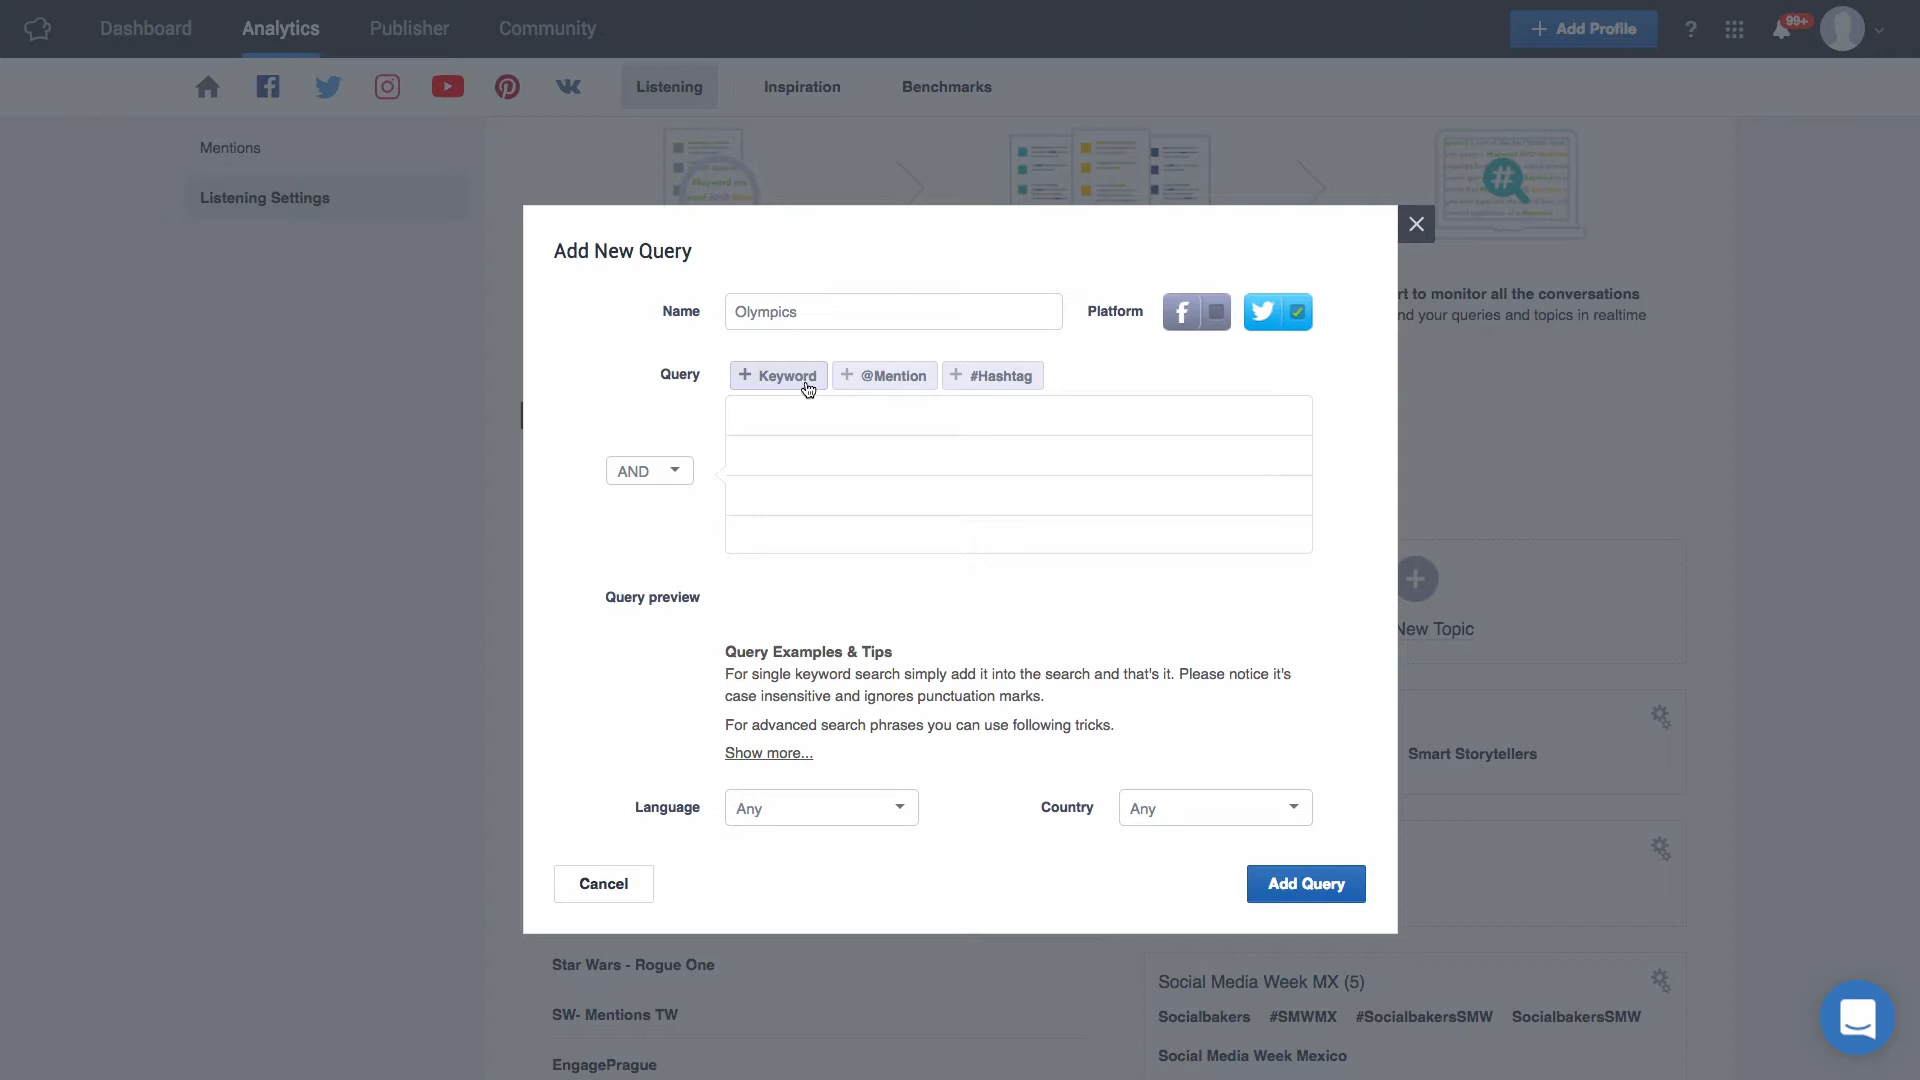 Dashboard
Analytics
Publisher
Community
+ Add Profile
?
99+
Listening
Inspiration
Benchmarks
Mentions
Listening Settings
#
rt to monitor all the conversations
nd your queries and topics in realtime
Add New Query
Name
Olympics
Platform
Query
+ Keyword
+ @Mention
+ #Hashtag
AND
Query preview
Query Examples & Tips
For single keyword search simply add it into the search and that's it. Please notice it's
case insensitive and ignores punctuation marks.
For advanced search phrases you can use following tricks.
Show more...
Language
Any
Country
Any
Cancel
Add Query
New Topic
Smart Storytellers
Star Wars - Rogue One
SW- Mentions TW
EngagePrague
Social Media Week MX (5)
Socialbakers #SMWMX #SocialbakersSMW SocialbakersSMW
Social Media Week Mexico